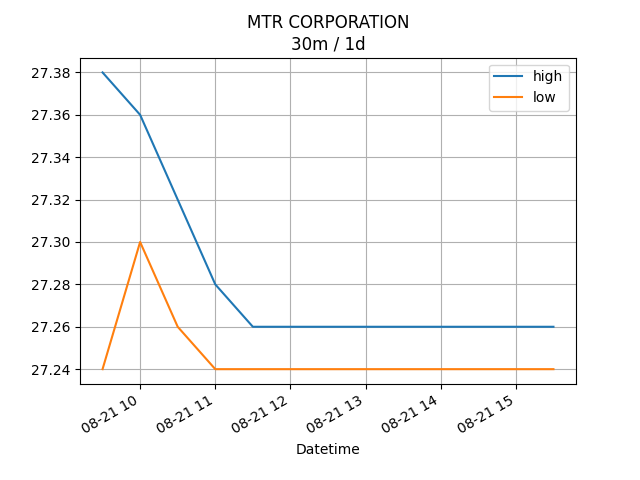 MTR CORPORATION
30m / 1d
high
low
27.38
27.36
27.34
27.32
27.30
27.28
27.26
27.24
08-21 10
08-21 11
08-21 12
08-21 13
08-21 14
08-21 15
Datetime